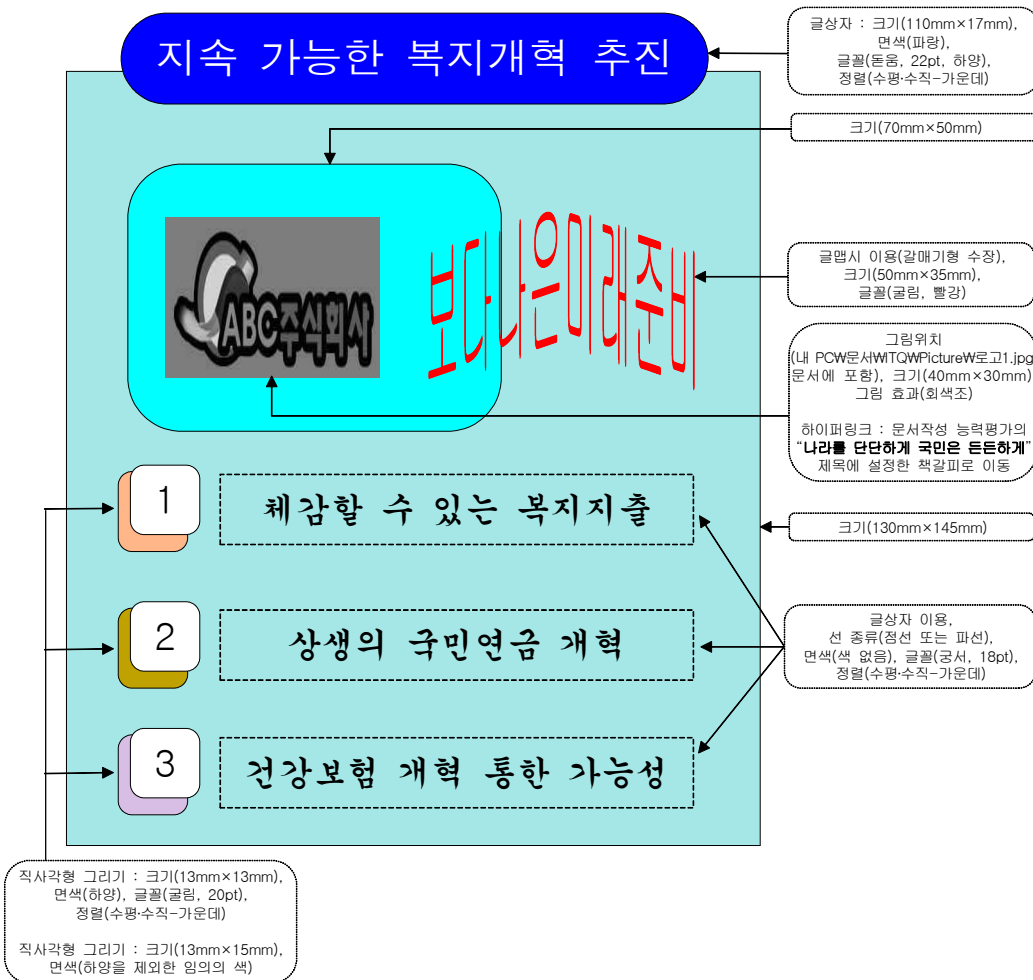 지속 가능한 복지개혁 추진
글상자 : 크기(110mm×17mm),
면색(파랑),
글꼴(돋움, 22pt, 하양),
정렬(수평·수직-가운데)
크기(70mm×50mm)
보다나은미래준비
ABC주식회사
글맵시 이용(갈매기형 수장),
크기(50mm×35mm),
글꼴(굴림, 빨강)
그림위치
(내 PC₩문서₩ITQ₩Picture₩로고1.jpg
문서에 포함), 크기(40mm×30mm)
그림 효과(회색조)
하이퍼링크 : 문서작성 능력평가의
“나라를 단단하게 국민은 든든하게”
제목에 설정한 책갈피로 이동
1
체감할 수 있는 복지지출
크기(130mm×145mm)
2
상생의 국민연금 개혁
글상자 이용,
선 종류(점선 또는 파선),
면색(색 없음), 글꼴(궁서, 18pt),
정렬(수평·수직-가운데)
3
건강보험 개혁 통한 가능성
직사각형 그리기 : 크기(13mm×13mm),
면색(하양), 글꼴(굴림, 20pt),
정렬(수평·수직-가운데)
직사각형 그리기 : 크기(13mm×15mm),
면색(하양을 제외한 임의의 색)